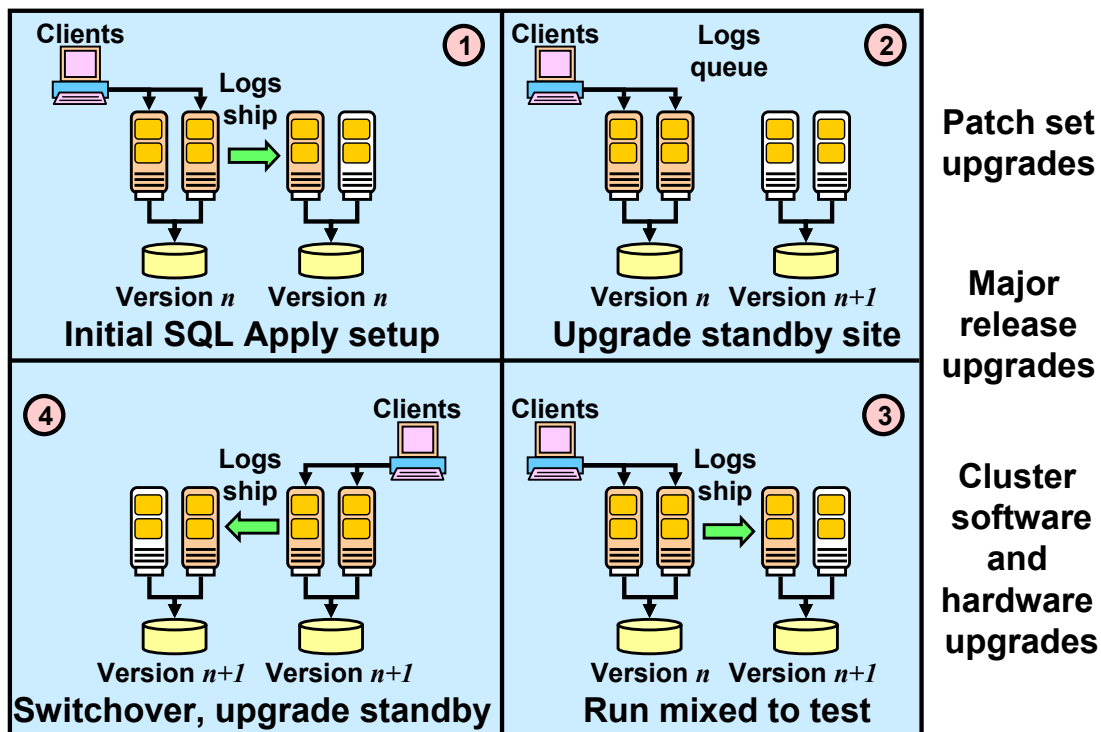 Clients
1
Logs
ship
Version n
Version n
Initial SQL Apply setup
Clients
2
Logs
queue
Version n
Version n+1
Upgrade standby site
Clients
3
Logs
ship
Version n
Version n+1
Run mixed to test
4
Clients
Logs
ship
Version n+1
Version n+1
Switchover, upgrade standby
Patch set
upgrades
Major
release
upgrades
Cluster
software
and
hardware
upgrades